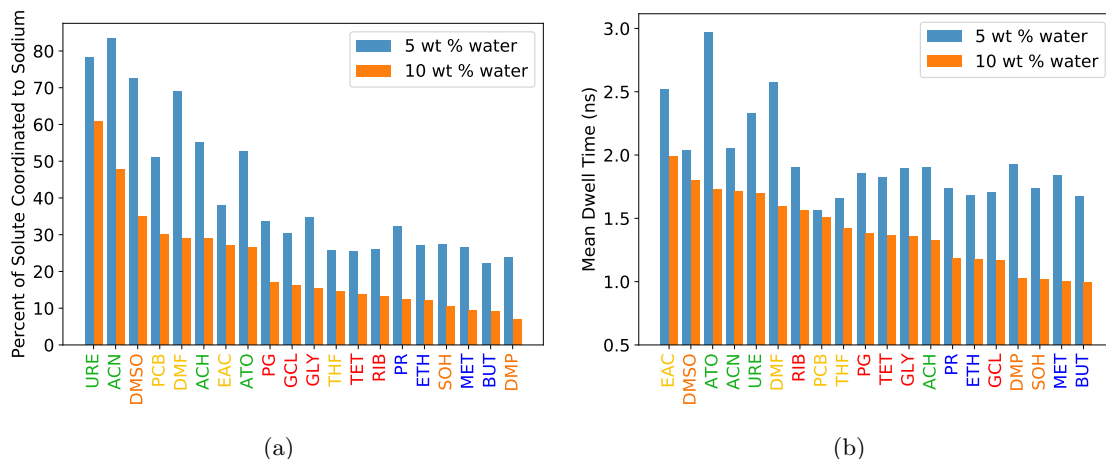 Percent of Solute Coordinated to Sodium
80
70
60
50
40
30
20
10
0
5 wt % water
10 wt % water
URE
ACN
DMSO
PCB
DMF
ACH
EAC
ATO
PG
GCL
GLY
THF
TET
RIB
PR
ETH
SOH
MET
BUT
DMP
(a)
Mean Dwell Time (ns)
3.0
2.5
2.0
1.5
1.0
0.5
5 wt % water
10 wt % water
EAC
DMSO
ATO
ACN
URE
DMF
RIB
PCB
THF
PG
TET
GLY
ACH
PR
ETH
GCL
DMP
SOH
MET
BUT
(b)